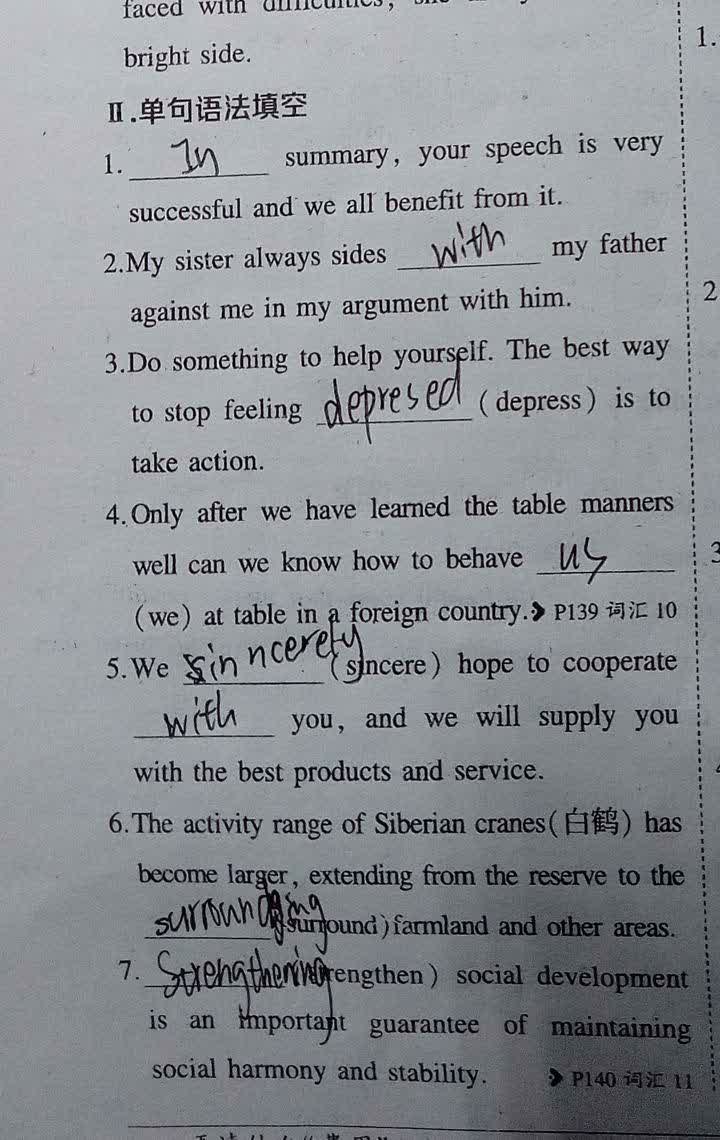 faced with difficulties,
bright side.
1.
Ⅱ.单句语法填空
1. In summary, your speech is very
successful and we all benefit from it.
2.My sister always sides with my father
against me in my argument with him.
2
3.Do something to help yourself. The best way
to stop feeling depresed (depress) is to
take action.
4.Only after we have learned the table manners
well can we know how to behave us
3
(we) at table in a foreign country. P139 词汇 10
5.We sinncerely (sincere) hope to cooperate
with you, and we will supply you
with the best products and service.
6.The activity range of Siberian cranes(白鹤) has
become larger, extending from the reserve to the
surrounding (surround) farmland and other areas.
7. Strengthening (strengthen) social development
is an important guarantee of maintaining
social harmony and stability. P140 词汇 11